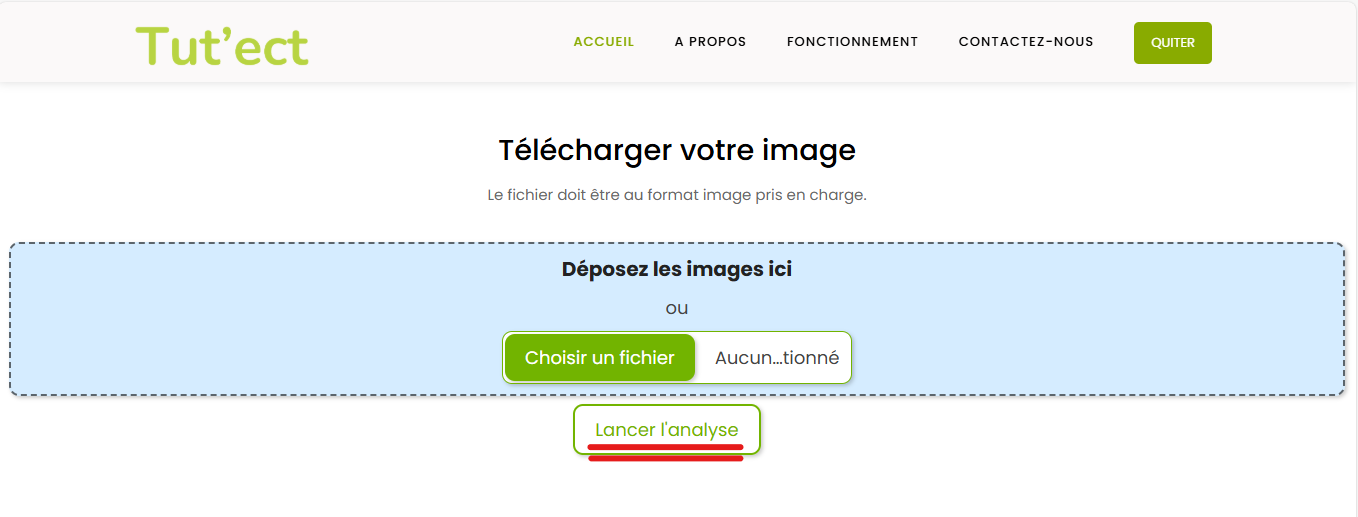 Tut'ect
ACCUEIL A PROPOS FONCTIONNEMENT CONTACTEZ-NOUS QUITER
Télécharger votre image
Le fichier doit être au format image pris en charge.
Déposez les images ici
ou
Choisir un fichier Aucun...tionné
Lancer l'analyse